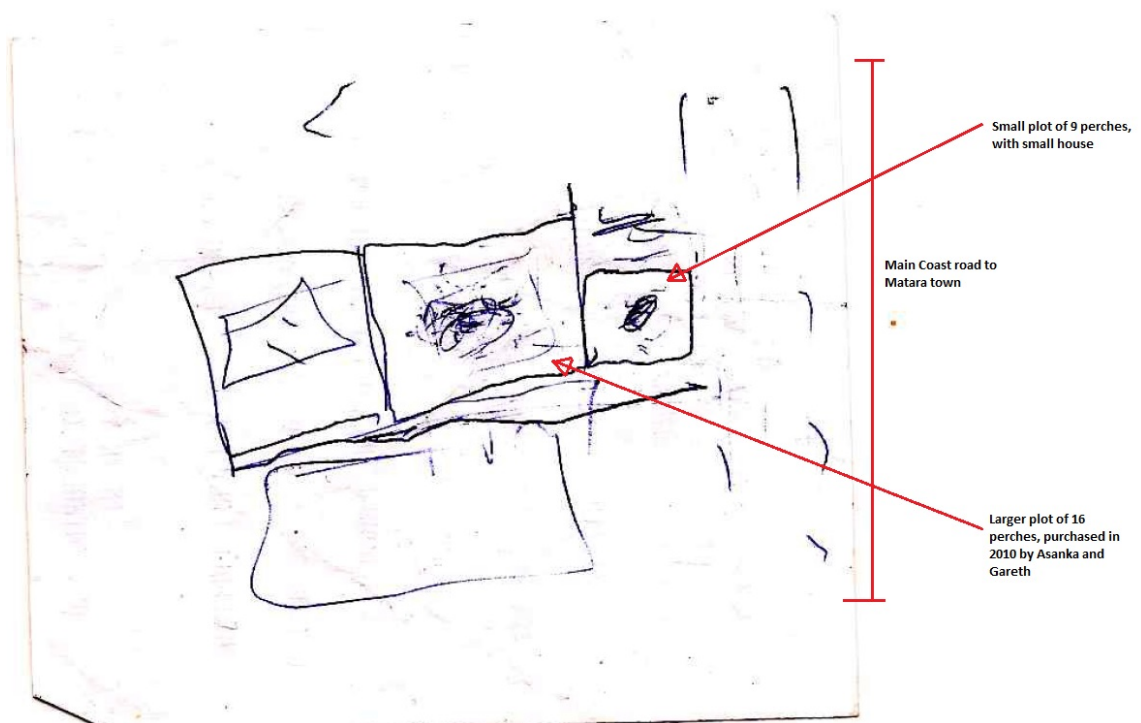 Small plot of 9 perches,
with small house
Main Coast road to
Matara town
Larger plot of 16
perches, purchased in
2010 by Asanka and
Gareth